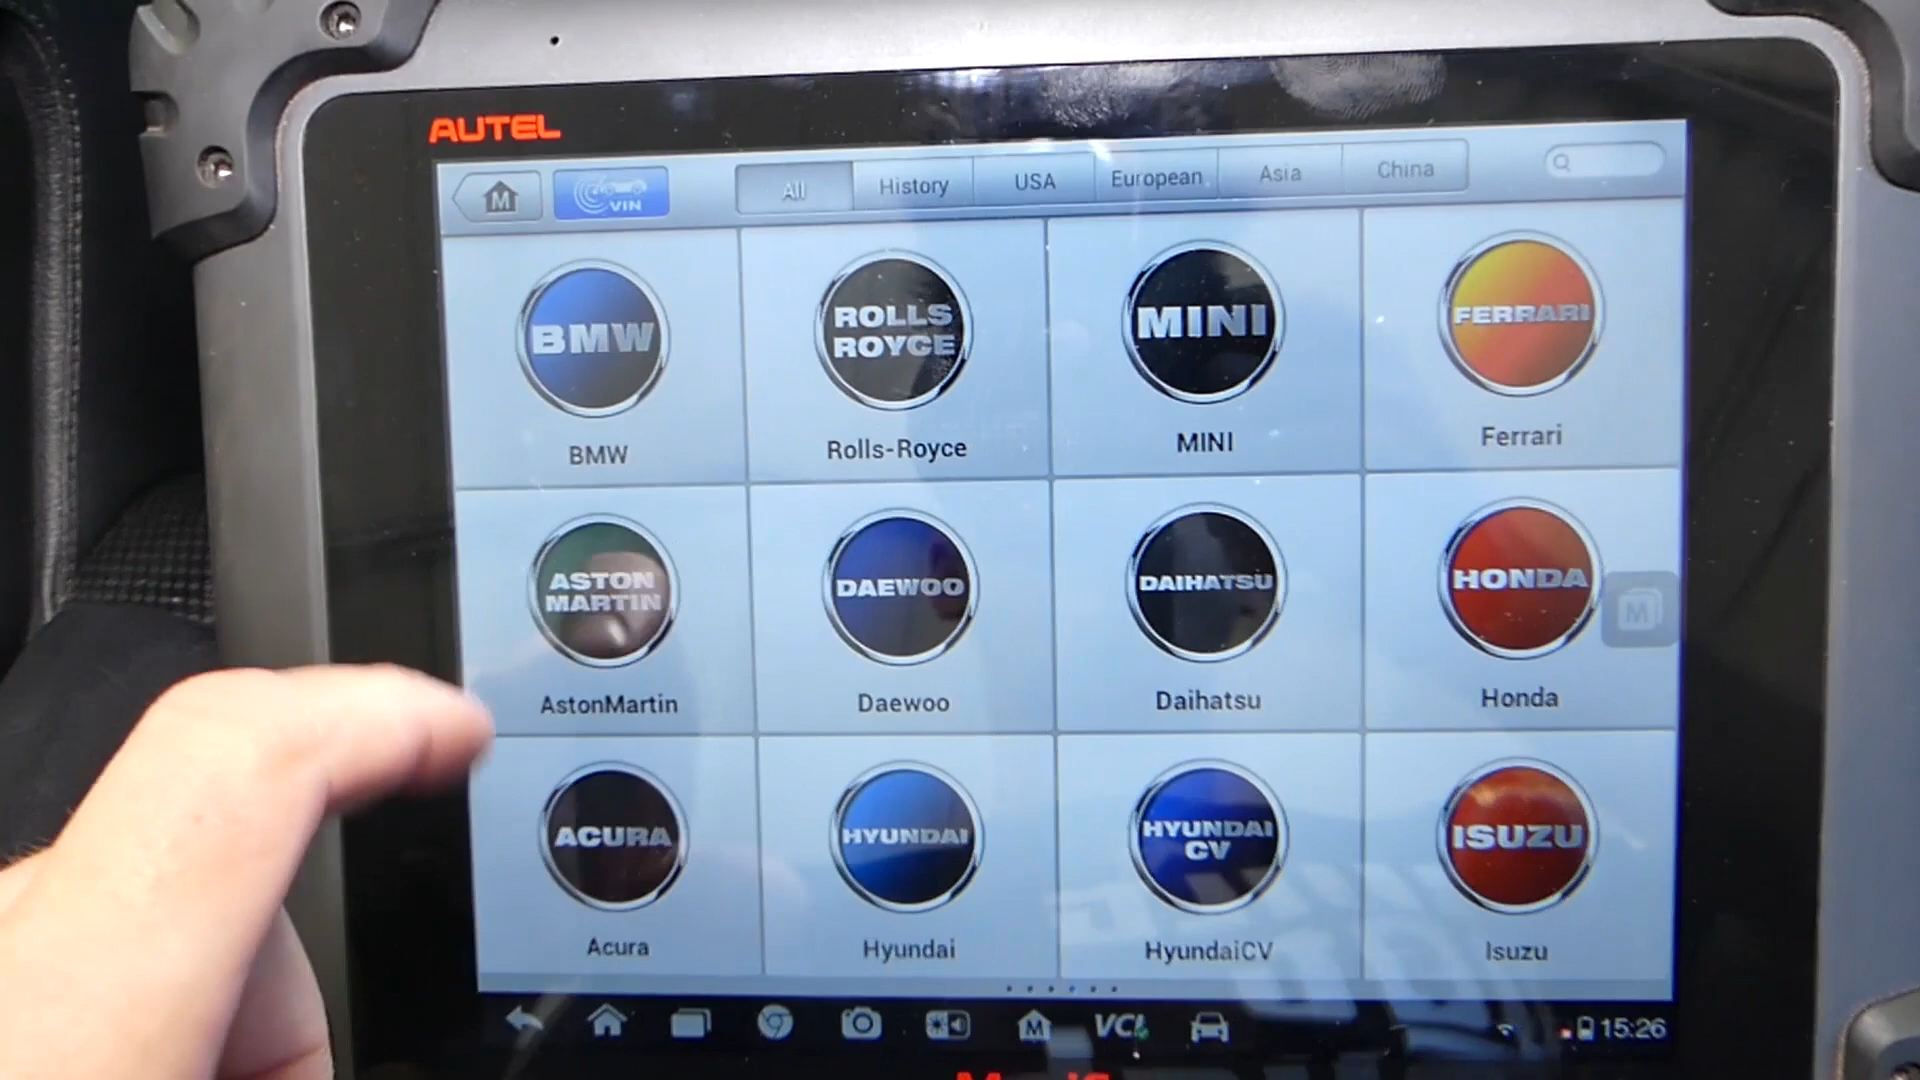 AUTEL
M
VIN
All
History
USA
European
Asia
China
BMW
ROLLS
ROYCE
MINI
FERRARI
BMW
Rolls-Royce
MINI
Ferrari
ASTON
MARTIN
DAEWOO
DAIHATSU
HONDA
M
AstonMartin
Daewoo
Daihatsu
Honda
ACURA
HYUNDAI
HYUNDAI
CV
ISUZU
Acura
Hyundai
HyundaiCV
Isuzu
M
VCI
15:26